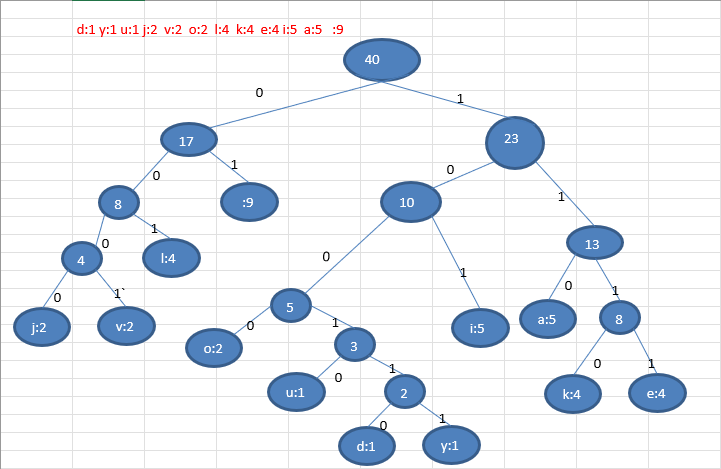 d:1 y:1 u:1 j:2 v:2 o:2 l:4 k:4 e:4 i:5 a:5 :9
40
0 1
17 23
0 1 0 1
8 :9 10 13
0 1 0 1 0 1
4 l:4 5 i:5 a:5 8
0 1` 0 1 0 1
j:2 v:2 o:2 3 k:4 e:4
0 1
u:1 2
0 1
d:1 y:1